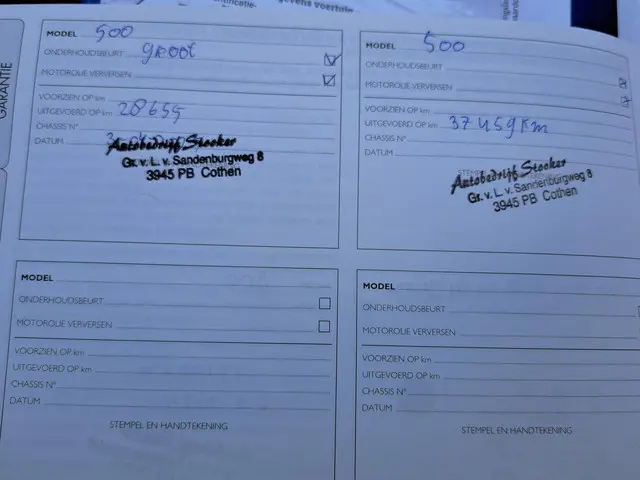 GARANTIE
MODEL 500
ONDERHOUDSBEURT groot
MOTOROLIE VERVERSEN
VOORZIEN OP km
UITGEVOERD OP km 28655
CHASSIS N°
DATUM
Autobedrijf Stooker
Gr. v. L. v. Sandenburgweg 8
3945 PB Cothen
MODEL 500
ONDERHOUDSBEURT
MOTOROLIE VERVERSEN
VOORZIEN OP km
UITGEVOERD OP km 37459 km
CHASSIS N°
DATUM
Autobedrijf Stooker
Gr. v. L. v. Sandenburgweg 8
3945 PB Cothen
MODEL
ONDERHOUDSBEURT
MOTOROLIE VERVERSEN
VOORZIEN OP km
UITGEVOERD OP km
CHASSIS N°
DATUM
STEMPEL EN HANDTEKENING
MODEL
ONDERHOUDSBEURT
MOTOROLIE VERVERSEN
VOORZIEN OP km
UITGEVOERD OP km
CHASSIS N°
DATUM
STEMPEL EN HANDTEKENING